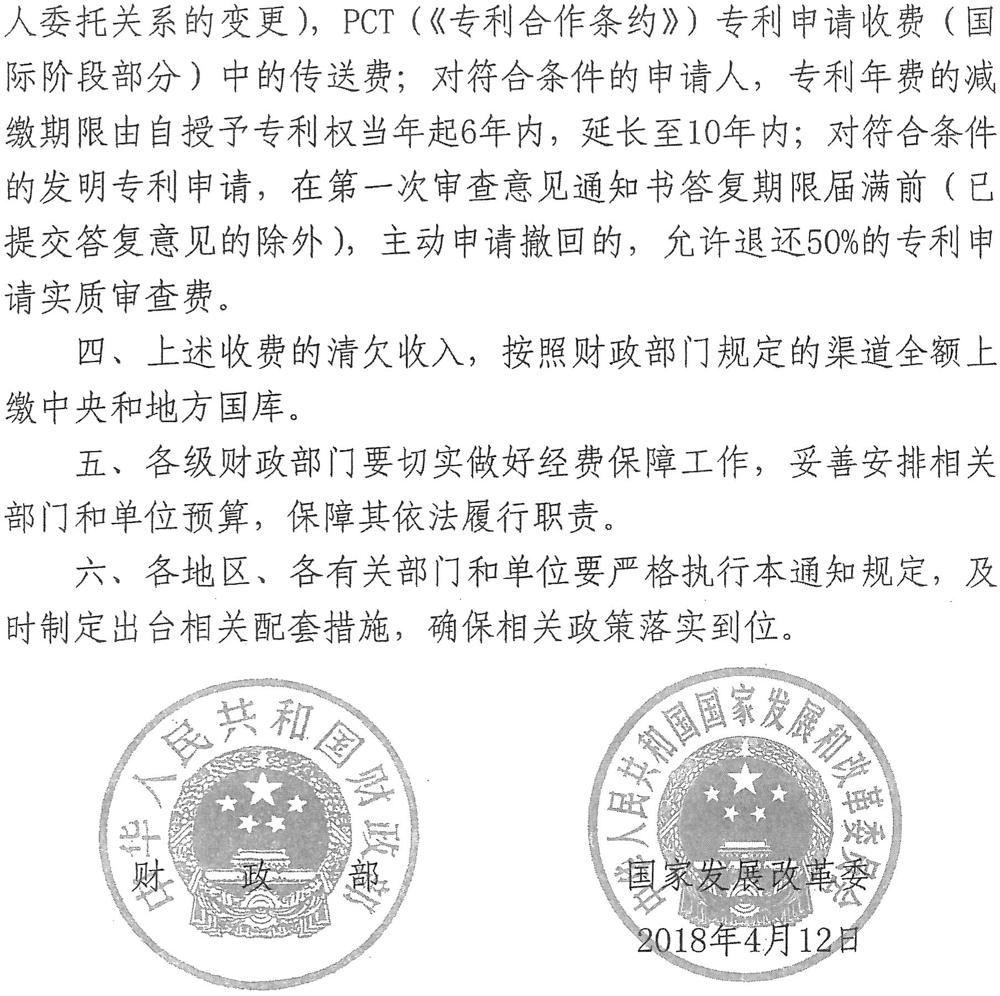 人委托关系的变更），PCT（《专利合作条约》）专利申请收费（国
际阶段部分）中的传送费；对符合条件的申请人，专利年费的减
缴期限由自授予专利权当年起6年内，延长至10年内；对符合条件
的发明专利申请，在第一次审查意见通知书答复期限届满前（已
提交答复意见的除外），主动申请撤回的，允许退还50%的专利申
请实质审查费。
四、上述收费的清欠收入，按照财政部门规定的渠道全额上
缴中央和地方国库。
五、各级财政部门要切实做好经费保障工作，妥善安排相关
部门和单位预算，保障其依法履行职责。
六、各地区、各有关部门和单位要严格执行本通知规定，及
时制定出台相关配套措施，确保相关政策落实到位。
中华人民共和国财政部
财政部
中华人民共和国国家发展和改革委员会
国家发展改革委
2018年4月12日